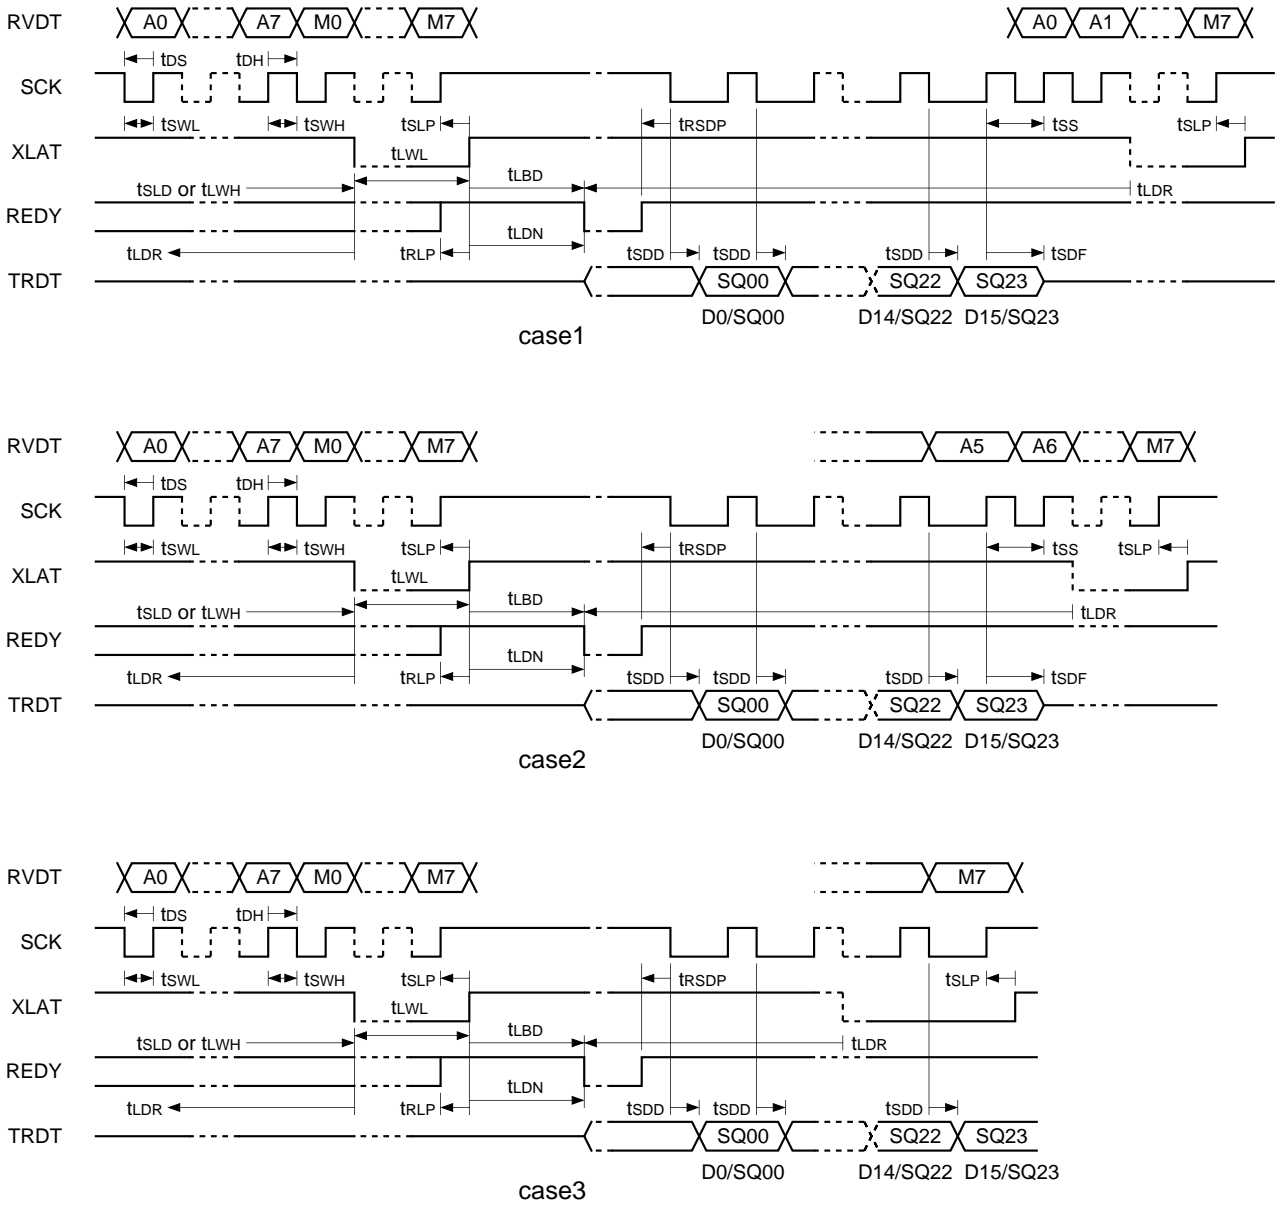 RVDT A0 A7 M0 M7 A0 A1 M7
tDS tDH
SCK
tSWL tSWH tSLP tRSDP tSS tSLP
XLAT
tLWL
tSLD or tLWH tLBD tLDR
REDY
tLDR tRLP tLDN tSDD tSDD tSDD tSDF
TRDT SQ00 SQ22 SQ23
D0/SQ00 D14/SQ22 D15/SQ23
case1
RVDT A0 A7 M0 M7 A5 A6 M7
tDS tDH
SCK
tSWL tSWH tSLP tRSDP tSS tSLP
XLAT
tLWL
tSLD or tLWH tLBD tLDR
REDY
tLDR tRLP tLDN tSDD tSDD tSDD tSDF
TRDT SQ00 SQ22 SQ23
D0/SQ00 D14/SQ22 D15/SQ23
case2
RVDT A0 A7 M0 M7 M7
tDS tDH
SCK
tSWL tSWH tSLP tRSDP tSLP
XLAT
tLWL
tSLD or tLWH tLBD tLDR
REDY
tLDR tRLP tLDN tSDD tSDD tSDD
TRDT SQ00 SQ22 SQ23
D0/SQ00 D14/SQ22 D15/SQ23
case3